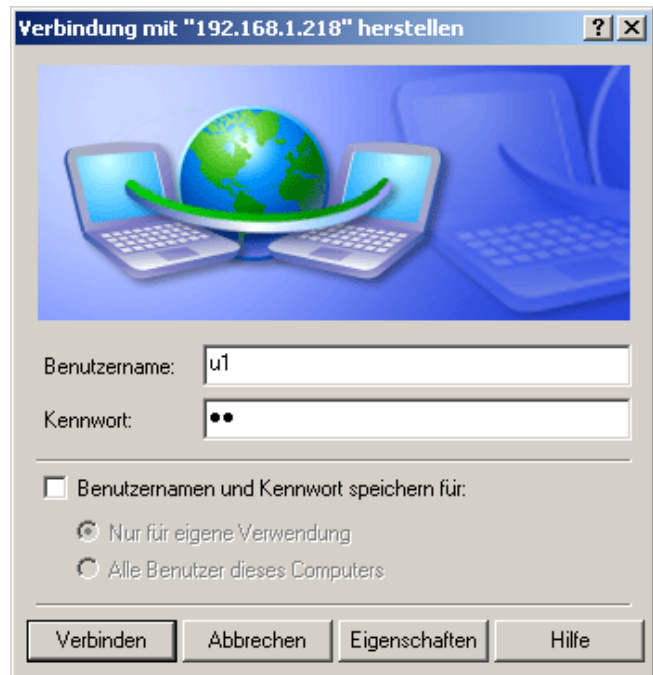 Verbindung mit "192.168.1.218" herstellen
Benutzername: u1
Kennwort: ●●
Benutzernamen und Kennwort speichern für:
Nur für eigene Verwendung
Alle Benutzer dieses Computers
Verbinden Abbrechen Eigenschaften Hilfe